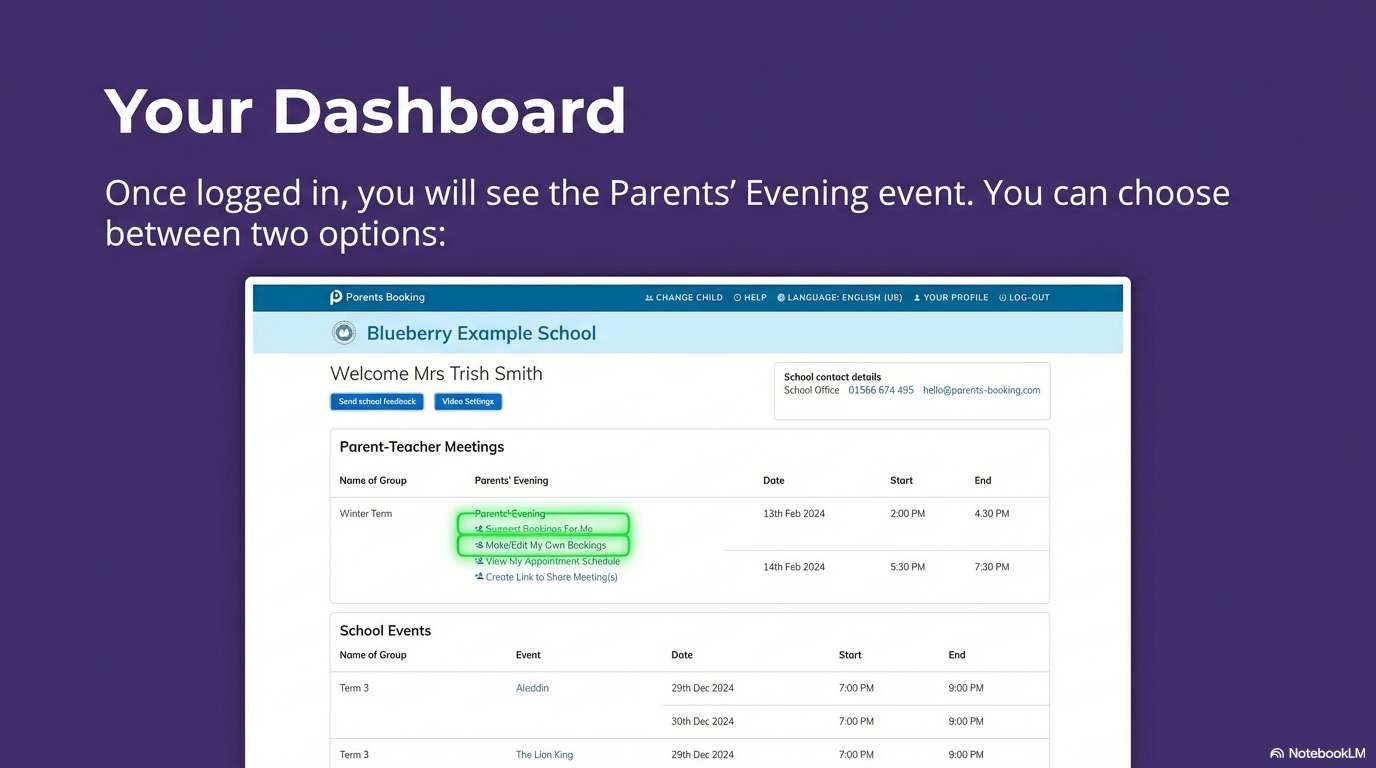 Your Dashboard
Once logged in, you will see the Parents’ Evening event. You can choose
between two options:
Parents Booking
CHANGE CHILD HELP LANGUAGE: ENGLISH (UB) YOUR PROFILE LOG-OUT
Blueberry Example School
Welcome Mrs Trish Smith
Send school feedback Video Settings
School contact details
School Office 01566 674 495 hello@parents-booking.com
Parent-Teacher Meetings
Name of Group Parents' Evening Date Start End
Winter Term Parents' Evening 13th Feb 2024 2:00 PM 4.30 PM
Bookings For Me
Moke/Edit My Own Beckings
View My Appointment Schedule
14th Feb 2024 5:30 PM 7:30 PM
Create Link to Share Meeting(s)
School Events
Name of Group Event Date Start End
Term 3 Aleddin 29th Dec 2024 7:00 PM 9:00 PM
30th Dec 2024 7:00 PM 9:00 PM
Term 3 The Lion King 29th Dec 2024 7:00 PM 9:00 PM
NotebookLM